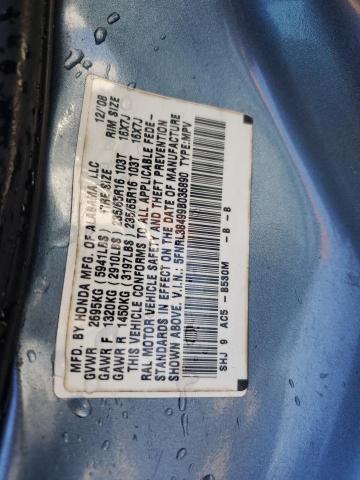 MFD. BY HONDA MFG. OF ALABAMA, LLC 12/08
GVWR 2695KG (5941LBS) TIRE SIZE RIM SIZE
GAWR F 1320KG (2910LBS) 235/65R16 103T 16X7J
GAWR R 1450KG (3197LBS) 235/65R16 103T 16X7J
THIS VEHICLE CONFORMS TO ALL APPLICABLE FEDE-
RAL MOTOR VEHICLE SAFETY AND THEFT PREVENTION
STANDARDS IN EFFECT ON THE DATE OF MANUFACTURE
SHOWN ABOVE. V.I.N.: 5FNRL38499B036890 TYPE:MPV
SHJ 9 AC5 -B530M -B -B